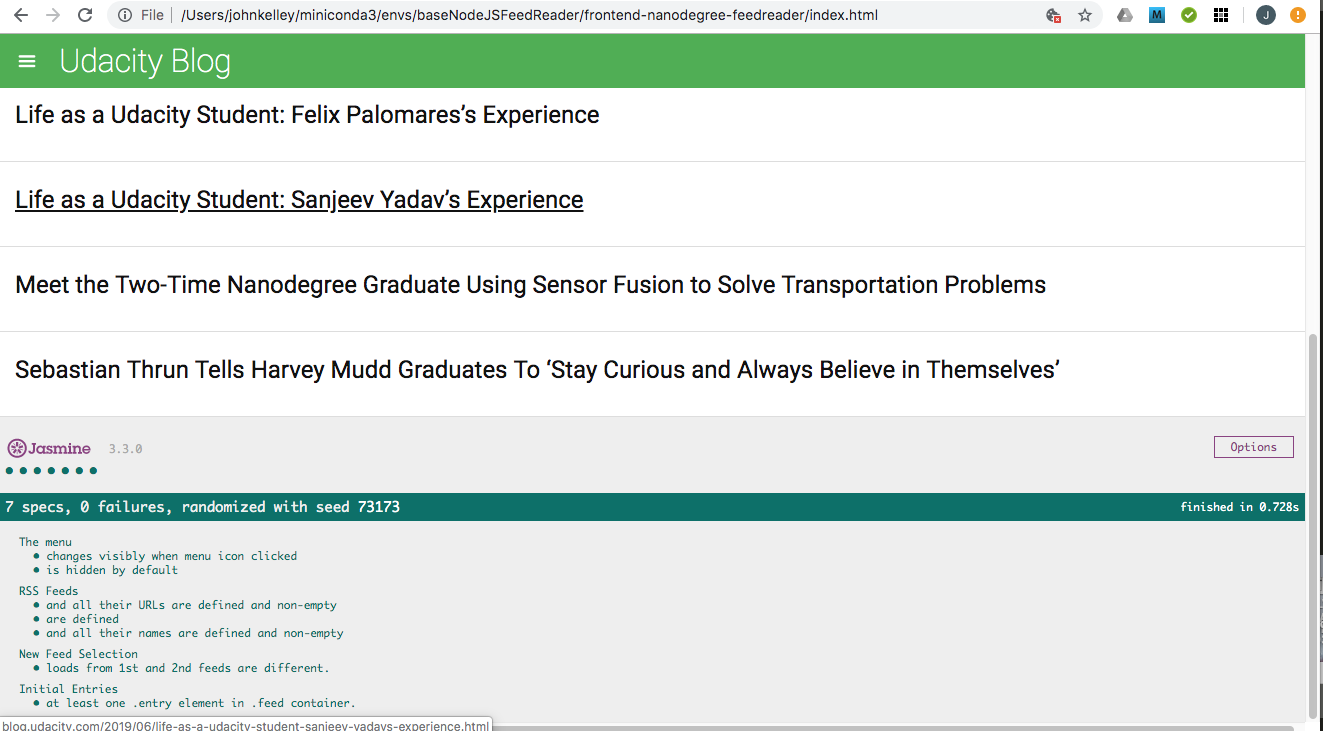 File /Users/johnkelley/miniconda3/envs/baseNodeJSFeedReader/frontend-nanodegree-feedreader/index.html M J
Udacity Blog
Life as a Udacity Student: Felix Palomares’s Experience
Life as a Udacity Student: Sanjeev Yadav’s Experience
Meet the Two-Time Nanodegree Graduate Using Sensor Fusion to Solve Transportation Problems
Sebastian Thrun Tells Harvey Mudd Graduates To ‘Stay Curious and Always Believe in Themselves’
Jasmine 3.3.0 Options
7 specs, 0 failures, randomized with seed 73173 finished in 0.728s
The menu
• changes visibly when menu icon clicked
• is hidden by default
RSS Feeds
• and all their URLs are defined and non-empty
• are defined
• and all their names are defined and non-empty
New Feed Selection
• loads from 1st and 2nd feeds are different.
Initial Entries
• at least one .entry element in .feed container.
blog.udacity.com/2019/06/life-as-a-udacity-student-sanjeev-yadavs-experience.html